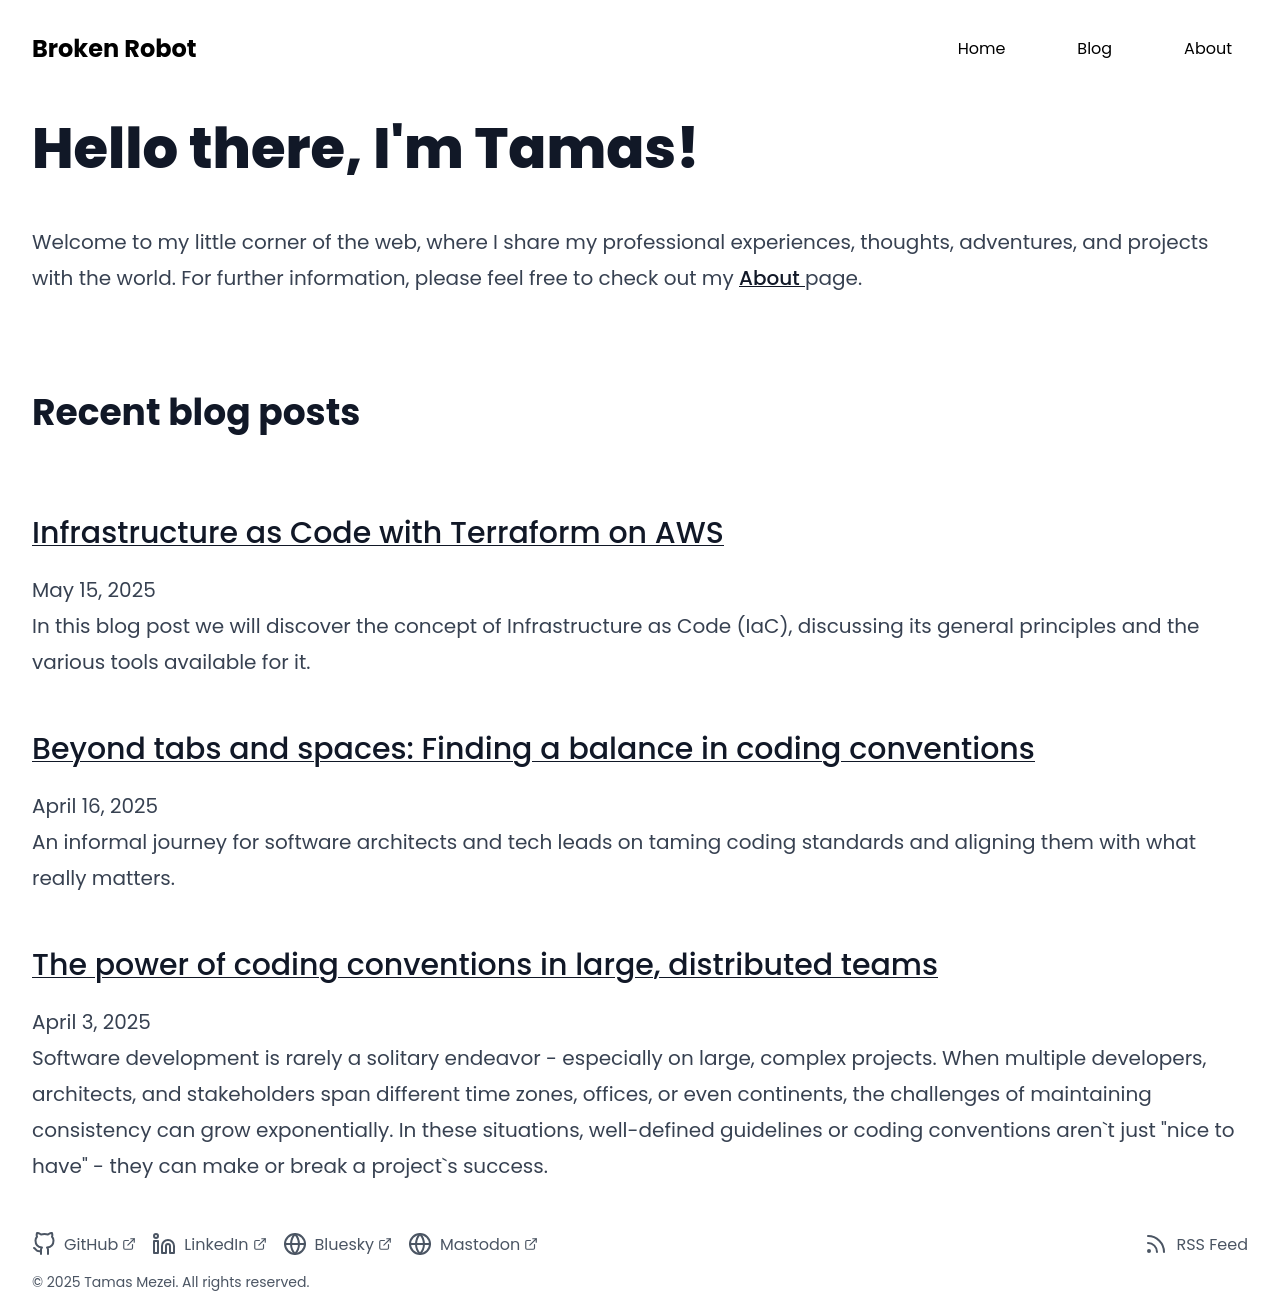 Broken Robot
Home
Blog
About
Hello there, I'm Tamas!
Welcome to my little corner of the web, where I share my professional experiences, thoughts, adventures, and projects
with the world. For further information, please feel free to check out my About page.
Recent blog posts
Infrastructure as Code with Terraform on AWS
May 15, 2025
In this blog post we will discover the concept of Infrastructure as Code (IaC), discussing its general principles and the
various tools available for it.
Beyond tabs and spaces: Finding a balance in coding conventions
April 16, 2025
An informal journey for software architects and tech leads on taming coding standards and aligning them with what
really matters.
The power of coding conventions in large, distributed teams
April 3, 2025
Software development is rarely a solitary endeavor - especially on large, complex projects. When multiple developers,
architects, and stakeholders span different time zones, offices, or even continents, the challenges of maintaining
consistency can grow exponentially. In these situations, well-defined guidelines or coding conventions aren`t just "nice to
have" - they can make or break a project`s success.
GitHub
LinkedIn
Bluesky
Mastodon
RSS Feed
© 2025 Tamas Mezei. All rights reserved.